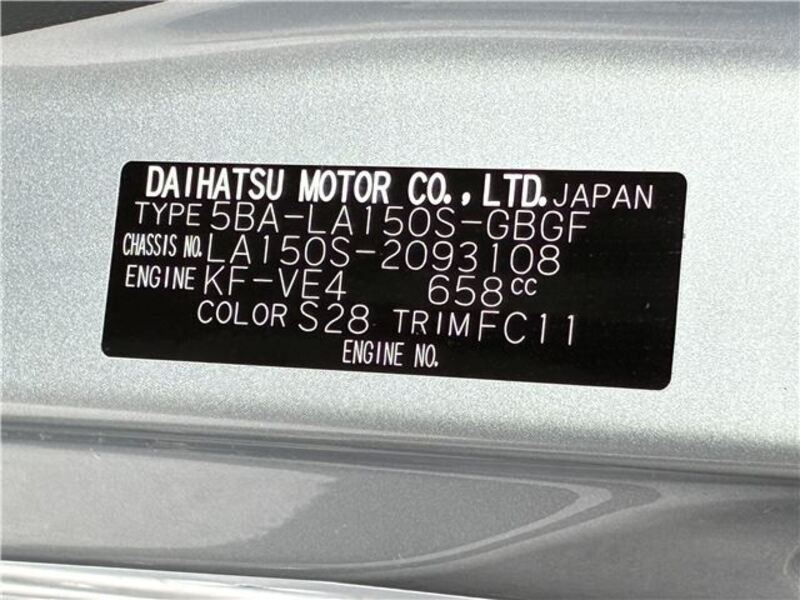 DAIHATSU MOTOR CO., LTD. JAPAN
TYPE 5BA-LA150S-GBGF
CHASSIS NO. LA150S-2093108
ENGINE KF-VE4 658cc
COLOR S28 TRIM FC11
ENGINE NO.